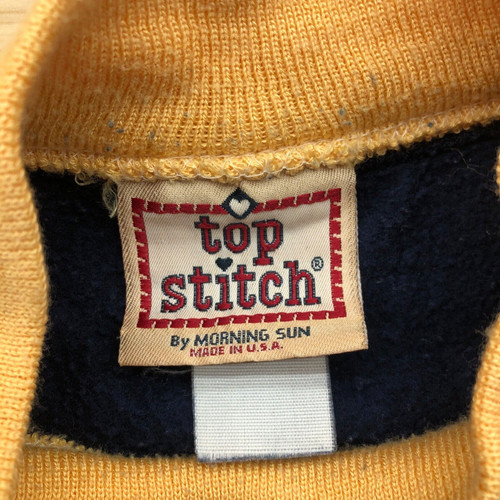 top
stitch®
By MORNING SUN
MADE IN U.S.A.